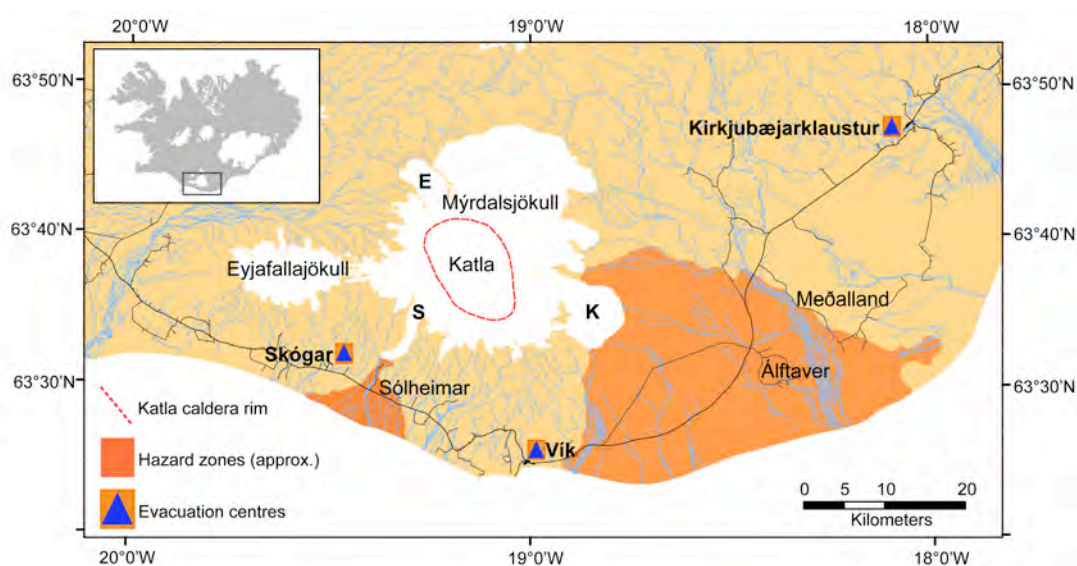 20°0'W
19°0'W
18°0'W
63°50'N
63°50'N
Kirkjubæjarklaustur
E
Mýrdalsjökull
63°40'N
63°40'N
Katla
Eyjafallajökull
Meðalland
S
K
Skógar
Álftaver
63°30'N
63°30'N
Sólheimar
Katla caldera rim
Vík
Hazard zones (approx.)
0 5 10 20
Evacuation centres
Kilometers
20°0'W
19°0'W
18°0'W